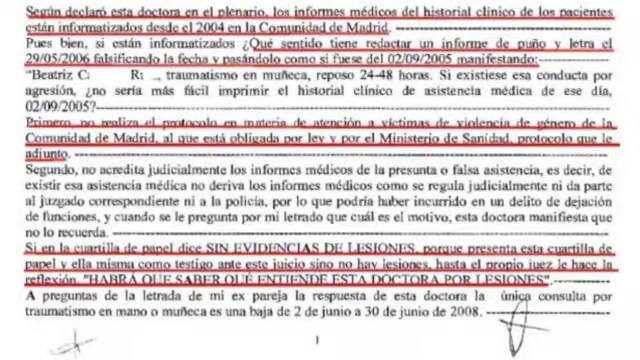 Según declaró esta doctora en el plenario, los informes médicos del historial clínico de los pacientes
están informatizados desde el 2004 en la Comunidad de Madrid.
Pues bien, si están informatizados ¿Qué sentido tiene redactar un informe de puño y letra el
29/05/2006 falsificando la fecha y pasándolo como si fuese del 02/09/2005 manifestando:
"Beatriz C. R. , traumatismo en muñeca, reposo 24-48 horas. Si existiese esa conducta por
agresión, ¿no sería más fácil imprimir el historial clínico de asistencia médica de ese día,
02/09/2005?
Primero, no realiza el protocolo en materia de atención a víctimas de violencia de género de la
Comunidad de Madrid, al que está obligada por ley y por el Ministerio de Sanidad, protocolo que le
adjunto.
Segundo, no acredita judicialmente los informes médicos de la presunta o falsa asistencia, es decir, de
existir esa asistencia médica no deriva los informes médicos como se regula judicialmente ni da parte
al juzgado correspondiente ni a la policía, por lo que podría haber incurrido en un delito de dejación
de funciones, y cuando se le pregunta por mi letrado que cuál es el motivo, esta doctora manifiesta que
no lo recuerda.
Si en la cuartilla de papel dice SIN EVIDENCIAS DE LESIONES, porque presenta esta cuartilla de
papel y ella misma como testigo ante este juicio sino no hay lesiones, hasta el propio juez le hace la
reflexión. "HABRÁ QUE SABER QUÉ ENTIENDE ESTA DOCTORA POR LESIONES".
A preguntas de la letrada de mi ex pareja la respuesta de esta doctora la única consulta por
traumatismo en mano o muñeca es una baja de 2 de junio a 30 de junio de 2008.
1